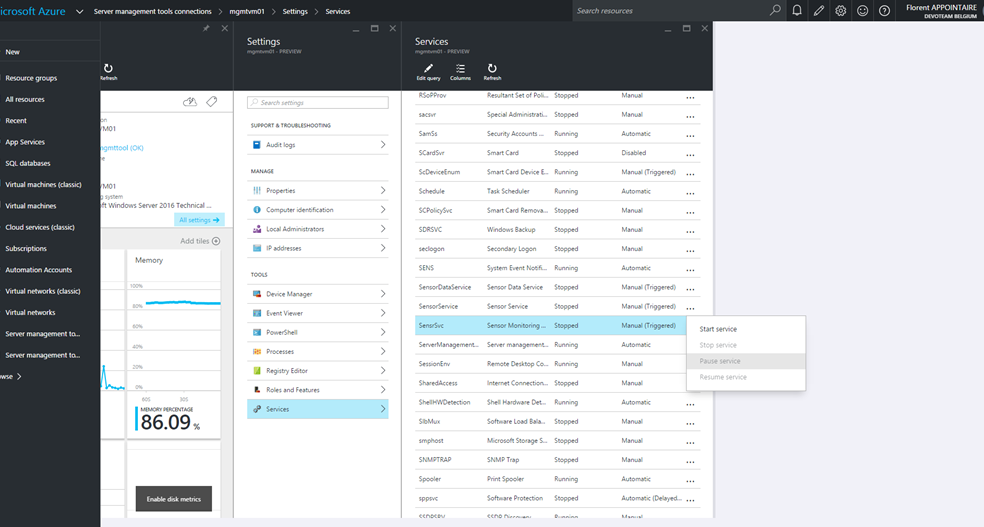 icrosoft Azure
Server management tools connections > mgmtvm01 > Settings > Services
Search resources
Florent APPOINTAIRE
DEVOTEAM BELGIUM
New
Resource groups
All resources
Recent
App Services
SQL databases
Virtual machines (classic)
Virtual machines
Cloud services (classic)
Subscriptions
Automation Accounts
Virtual networks (classic)
Virtual networks
Server management to...
Server management to...
owse >
Refresh
/M01
ngmttool (OK)
/M01
g system
ft Windows Server 2016 Technical ...
All settings →
Add tiles
Memory
100%
80%
60%
40%
20%
0%
60S
30S
MEMORY PERCENTAGE
86.09 %
Enable disk metrics
Settings
mgmtvm01 - PREVIEW
Search settings
SUPPORT & TROUBLESHOOTING
Audit logs
MANAGE
Properties
Computer identification
Local Administrators
IP addresses
TOOLS
Device Manager
Event Viewer
PowerShell
Processes
Registry Editor
Roles and Features
Services
Services
mgmtvm01 - PREVIEW
Edit query
Columns
Refresh
RSoPProv Resultant Set of Poli... Stopped Manual ...
sacsvr Special Administrati... Stopped Manual ...
SamSs Security Accounts ... Running Automatic ...
SCardSvr Smart Card Stopped Disabled ...
ScDeviceEnum Smart Card Device E... Running Manual (Triggered) ...
Schedule Task Scheduler Running Automatic ...
SCPolicySvc Smart Card Remova... Stopped Manual ...
SDRSVC Windows Backup Stopped Manual ...
seclogon Secondary Logon Stopped Manual ...
SENS System Event Notifi... Running Automatic ...
SensorDataService Sensor Data Service Stopped Manual (Triggered) ...
SensorService Sensor Service Stopped Manual (Triggered) ...
SensrSvc Sensor Monitoring ... Stopped Manual (Triggered)
ServerManagement... Server management... Running Automatic
SessionEnv Remote Desktop Co... Running Manual
SharedAccess Internet Connection... Stopped Manual
ShellHWDetection Shell Hardware Det... Running Automatic ...
SlbMux Software Load Bala... Stopped Manual ...
smphost Microsoft Storage S... Stopped Manual ...
SNMPTRAP SNMP Trap Stopped Manual ...
Spooler Print Spooler Running Automatic ...
sppsvc Software Protection Stopped Automatic (Delayed... ...
SSDPSRV SSDP Discovery Running Manual
Start service
Stop service
Pause service
Resume service